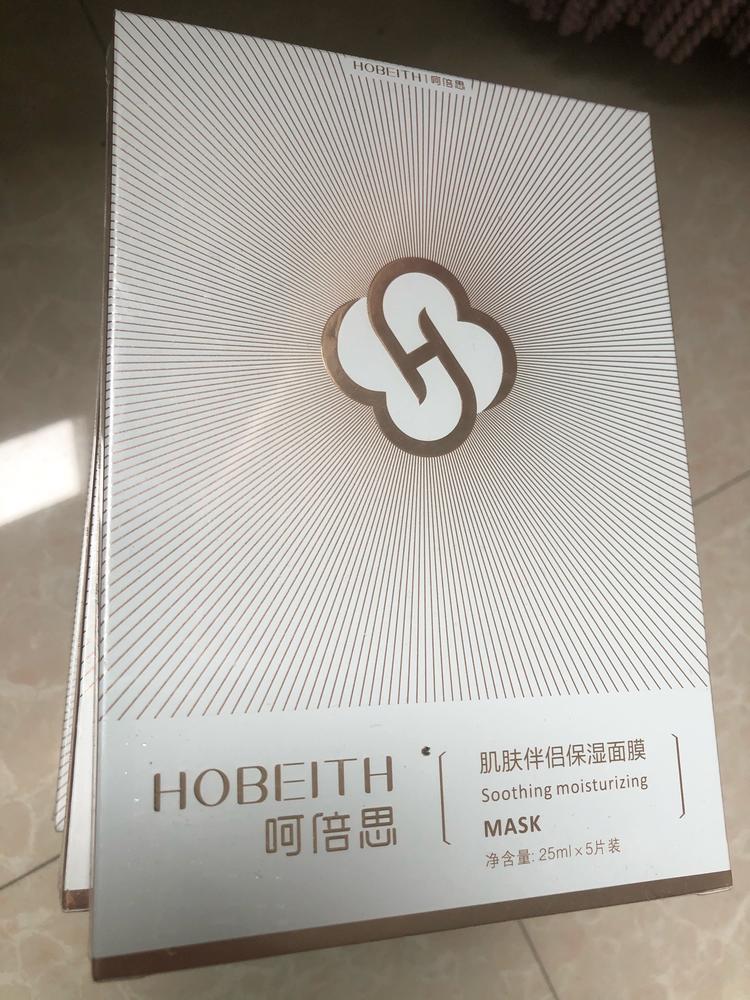 HOBEITH|呵倍思
HOBEITH
呵倍思
肌肤伴侣保湿面膜
Soothing moisturizing
MASK
净含量: 25ml×5片装